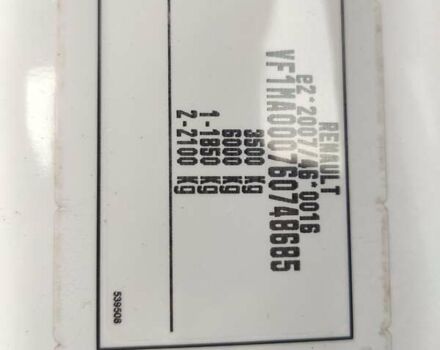 RENAULT
e2*2007/46*0016
VF1MA000760748685
3500 Kg
6000 Kg
1-1850 Kg
2-2100 Kg
539508